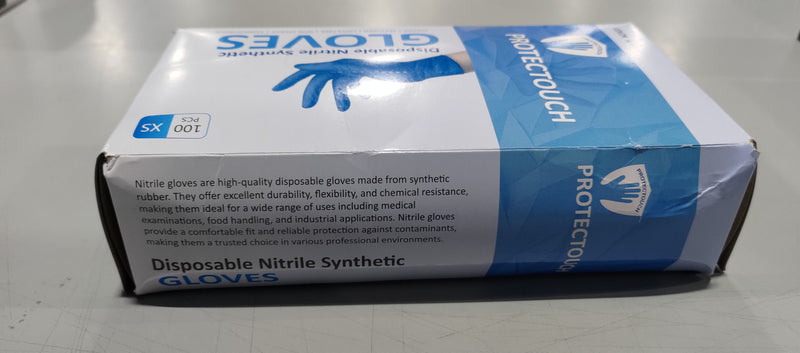 GLOVES
Disposable Nitrile Synthetic
PROTECTOUCH
100
PCS
XS
Nitrile gloves are high-quality disposable gloves made from synthetic
rubber. They offer excellent durability, flexibility, and chemical resistance,
making them ideal for a wide range of uses including medical
examinations, food handling, and industrial applications. Nitrile gloves
provide a comfortable fit and reliable protection against contaminants,
making them a trusted choice in various professional environments.
Disposable Nitrile Synthetic
GLOVES
PROTECTOUCH
PROTECTOUCH